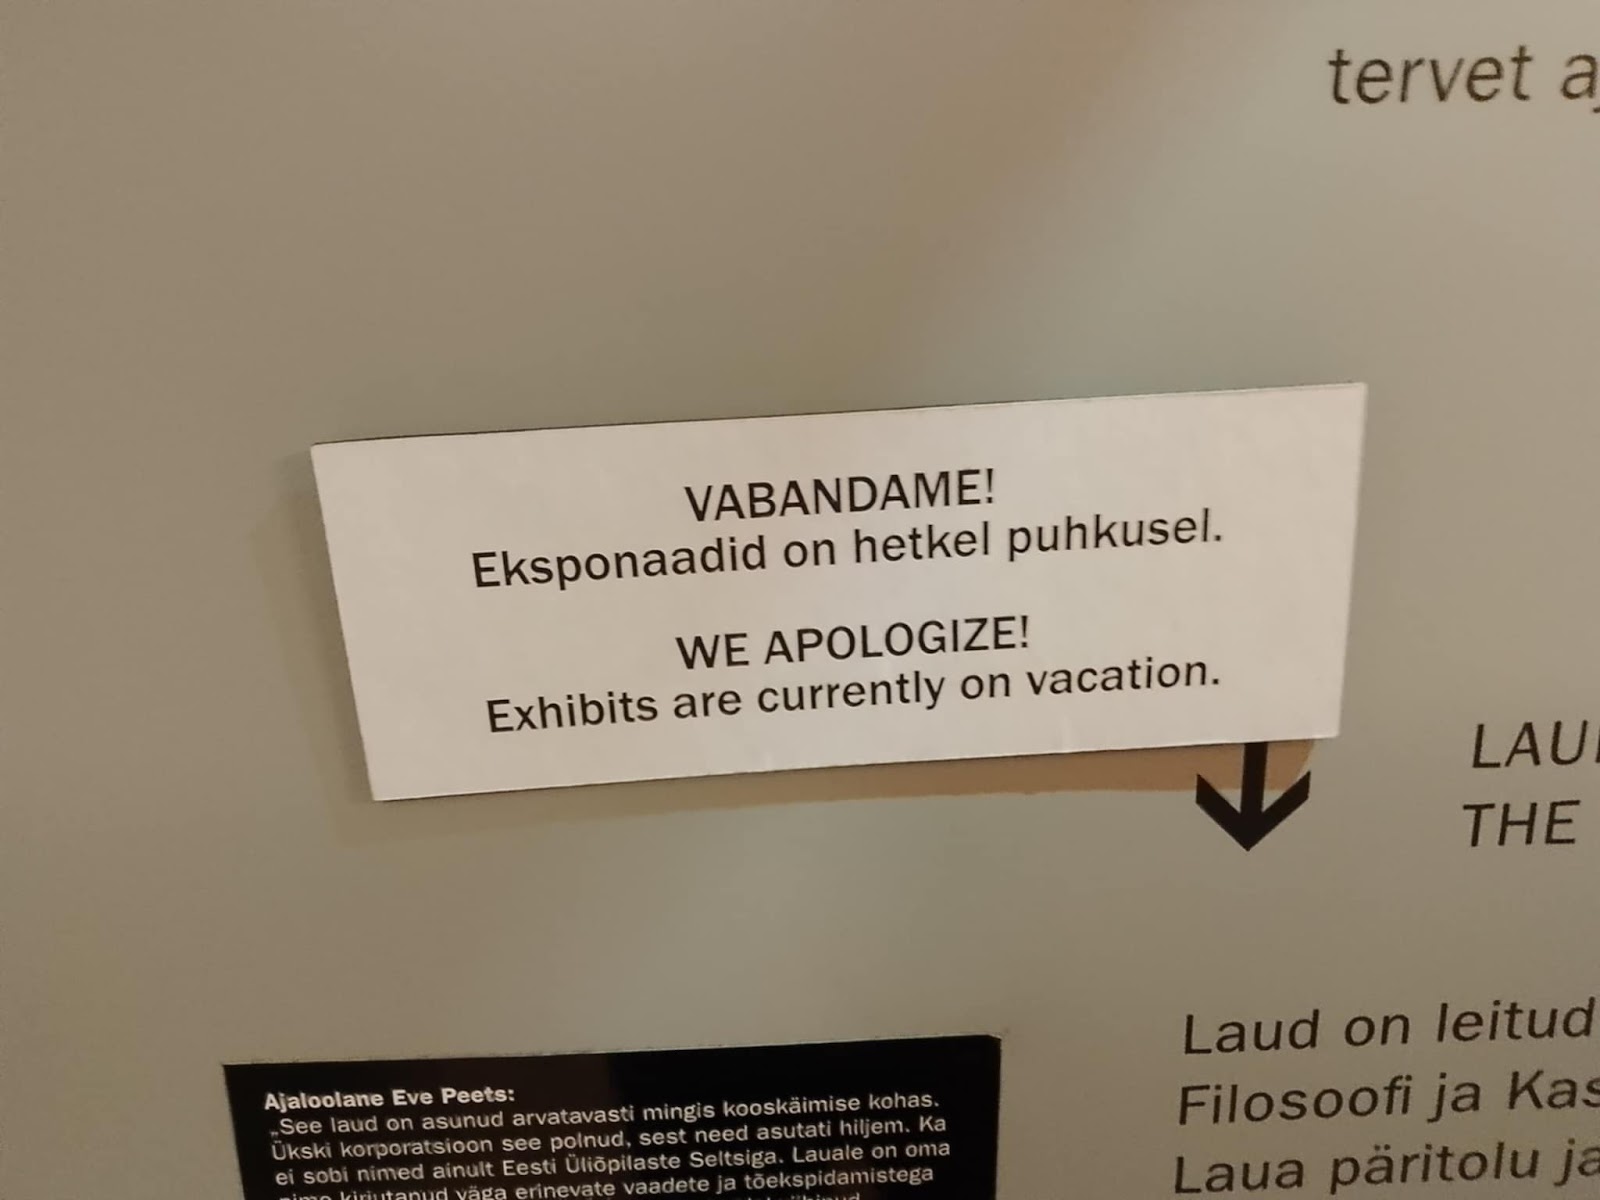 tervet
VABANDAME!
Eksponaadid on hetkel puhkusel.
WE APOLOGIZE!
Exhibits are currently on vacation.
THE
Laud on leitud
Filosoofi ja
Laua päritolu
Ajaloolane Eve Peets:
„See laud on asunud arvatavasti mingis kooskäimise kohas.
Ükski korporatsioon see polnud, sest need asutati hiljem. Ka
ei sobi nimed ainult Eesti Üliõpilaste Seltsiga. Lauale on oma
nime kirjutanud väga erinevate vaadete ja tõekspidamistega